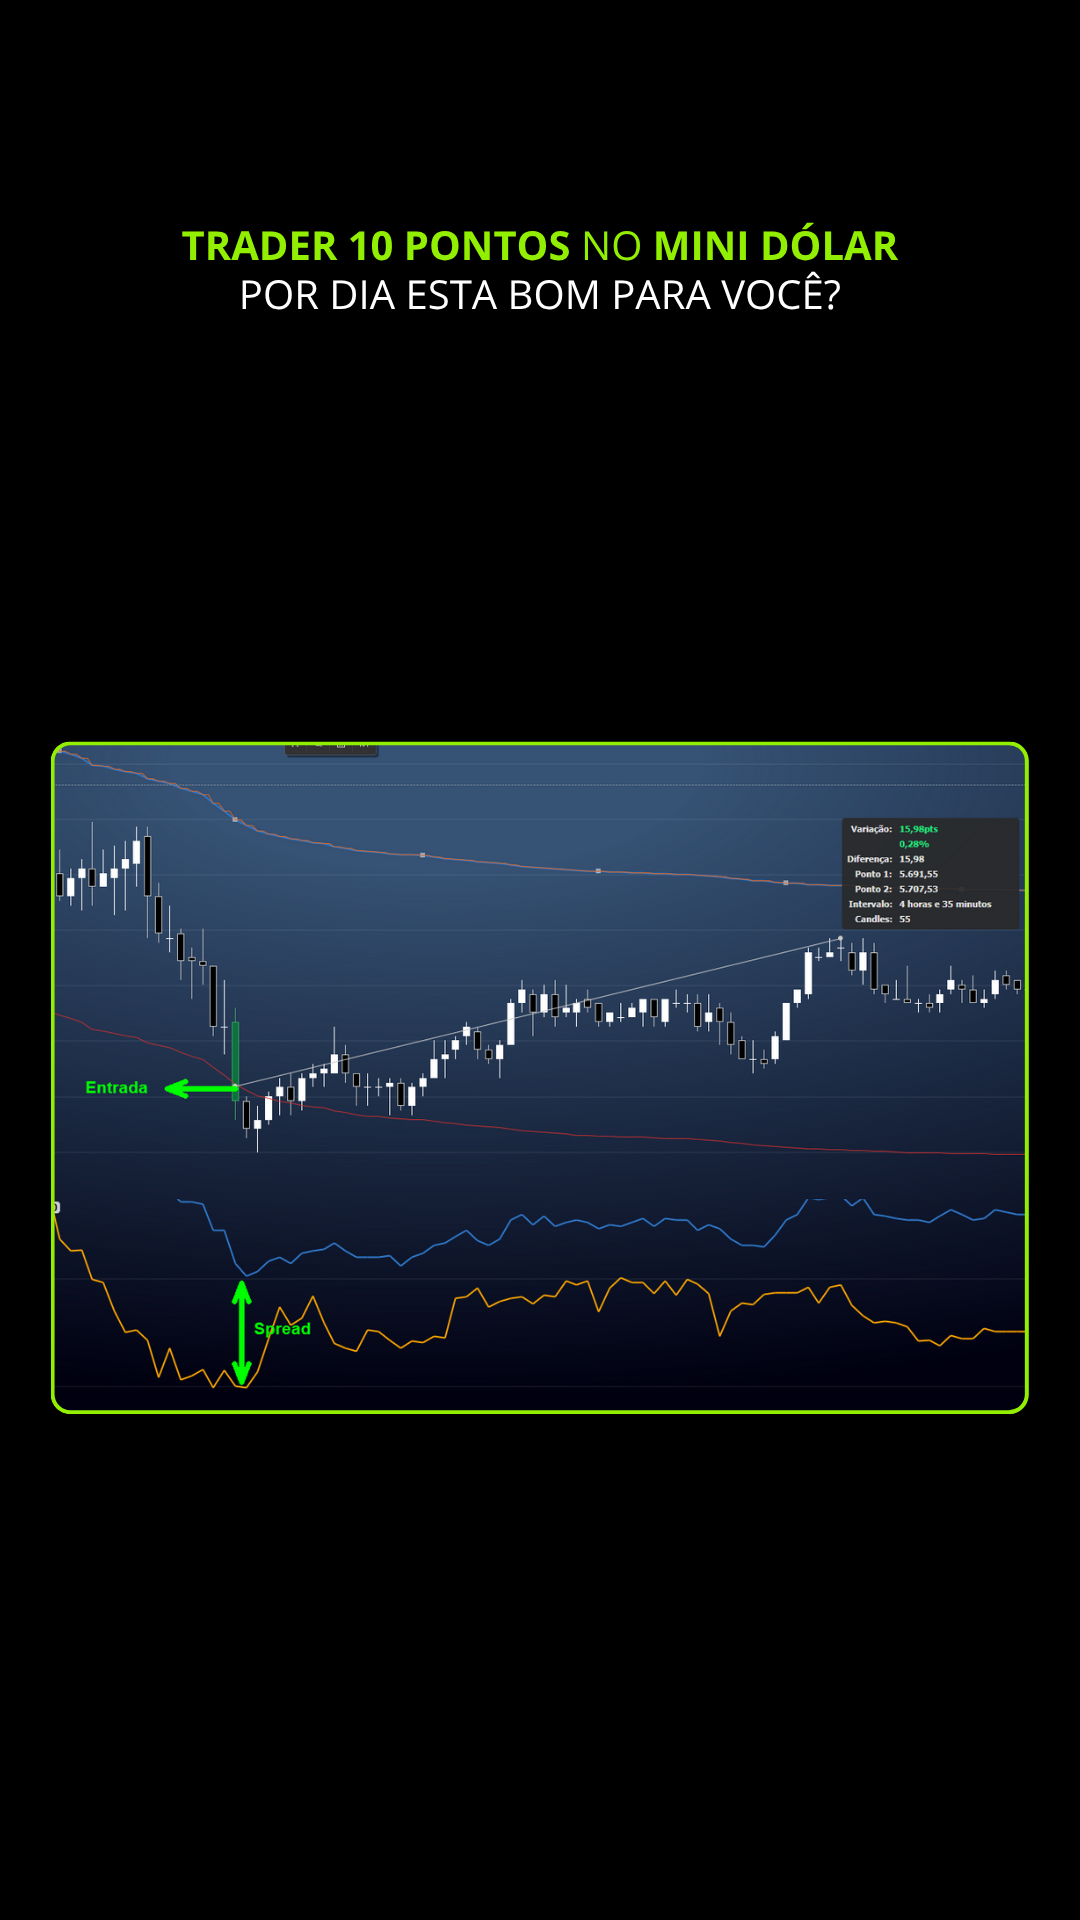 TRADER 10 PONTOS NO MINI DÓLAR
POR DIA ESTA BOM PARA VOCÊ?
Variação: 15,98pts
0,28%
Diferença: 15,98
Ponto 1: 5.691,55
Ponto 2: 5.707,53
Intervalo: 4 horas e 35 minutos
Candles: 55
Entrada
Spread